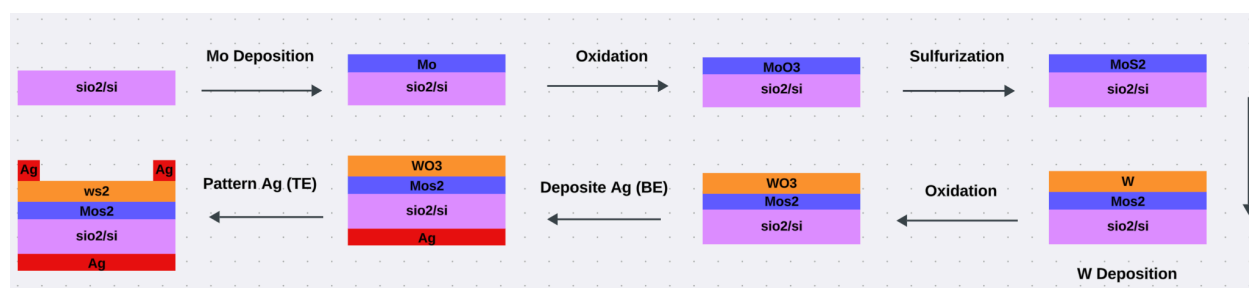 Mo Deposition
Oxidation
Sulfurization
sio2/si
Mo
sio2/si
MoO3
sio2/si
MoS2
sio2/si
W Deposition
W
Mos2
sio2/si
Oxidation
WO3
Mos2
sio2/si
Deposite Ag (BE)
WO3
Mos2
sio2/si
Ag
Pattern Ag (TE)
Ag
Ag
ws2
Mos2
sio2/si
Ag